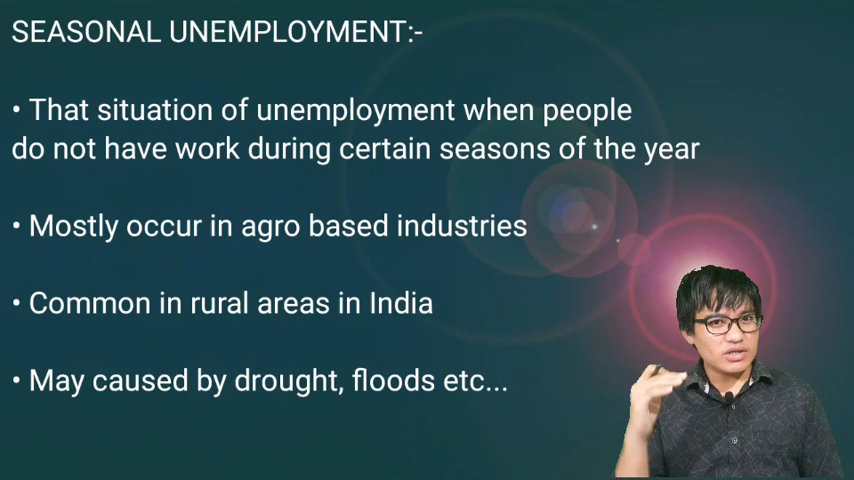 SEASONAL UNEMPLOYMENT:-
• That situation of unemployment when people
do not have work during certain seasons of the year
• Mostly occur in agro based industries
• Common in rural areas in India
• May caused by drought, floods etc...